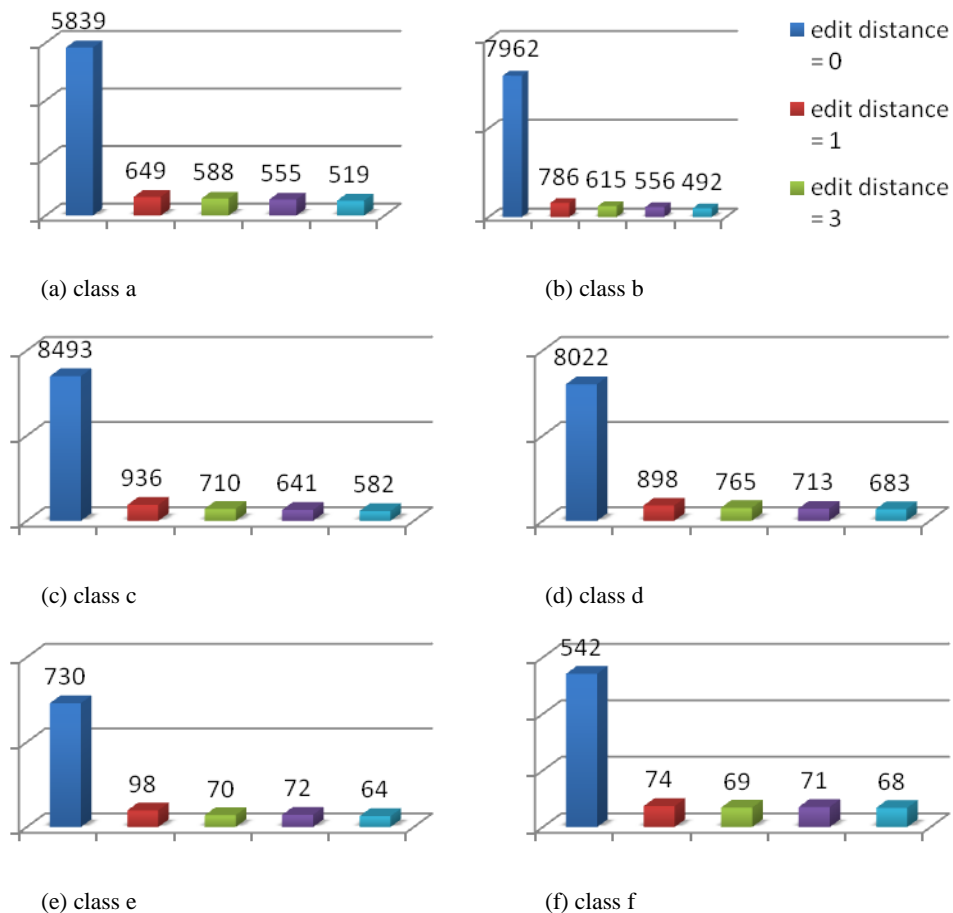 5839
649 588 555 519
7962
786 615 556 492
edit distance
= 0
edit distance
= 1
edit distance
= 3
(a) class a
(b) class b
8493
936 710 641 582
8022
898 765 713 683
(c) class c
(d) class d
730
98 70 72 64
542
74 69 71 68
(e) class e
(f) class f